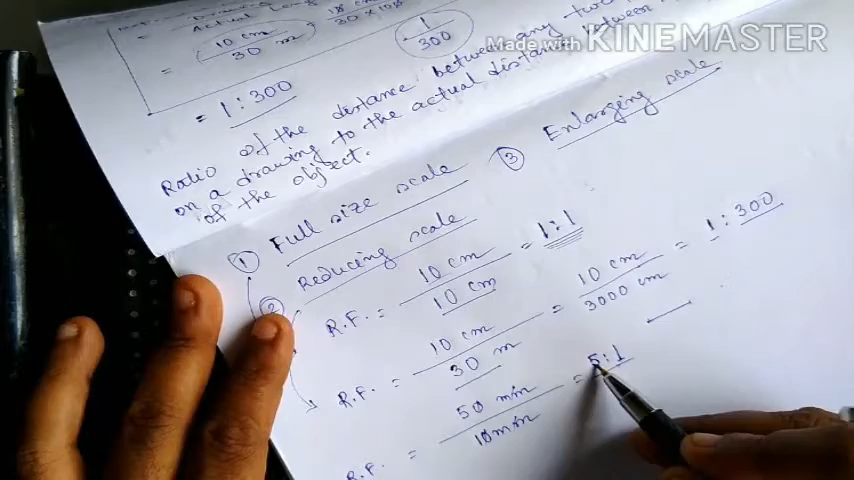 Actual
= 10 cm / 30 m = 30 × 100
1 / 300
= 1 : 300
Ratio of the distance between any two
on a drawing to the actual distance between
of the object.
Made with KINEMASTER
① Full size scale
③ Enlarging scale
② Reducing scale
R.F. = 10 cm / 10 cm = 1:1
R.F. = 10 cm / 30 m = 10 cm / 3000 cm = 1 : 300
R.F. = 50 mm / 10 mm = 5:1